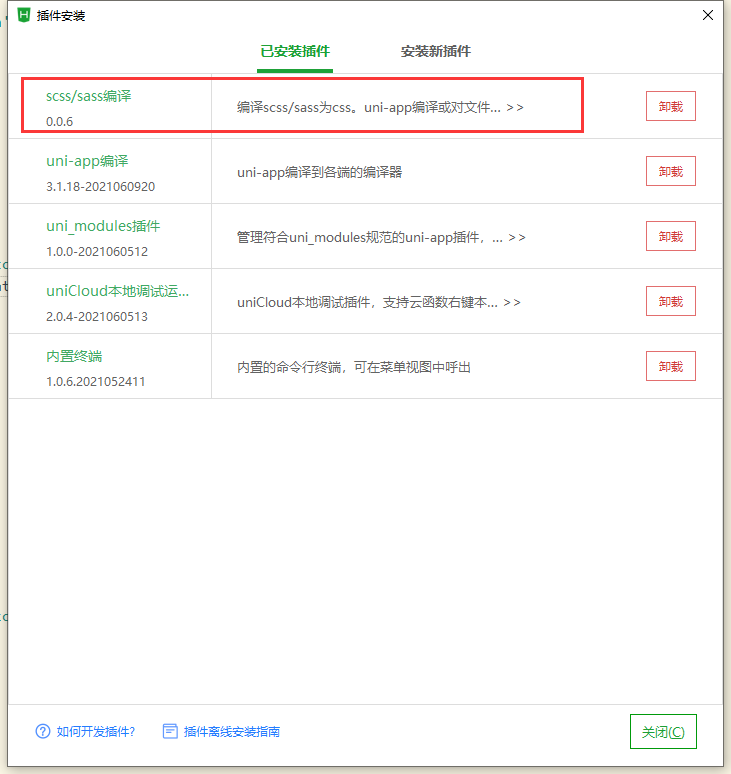 插件安装
已安装插件
安装新插件
scss/sass编译
0.0.6
编译scss/sass为css。uni-app编译或对文件... >>
卸载
uni-app编译
3.1.18-2021060920
uni-app编译到各端的编译器
卸载
uni_modules插件
1.0.0-2021060512
管理符合uni_modules规范的uni-app插件，... >>
卸载
uniCloud本地调试运...
2.0.4-2021060513
uniCloud本地调试插件，支持云函数右键本... >>
卸载
内置终端
1.0.6.2021052411
内置的命令行终端，可在菜单视图中呼出
卸载
如何开发插件?
插件离线安装指南
关闭(C)